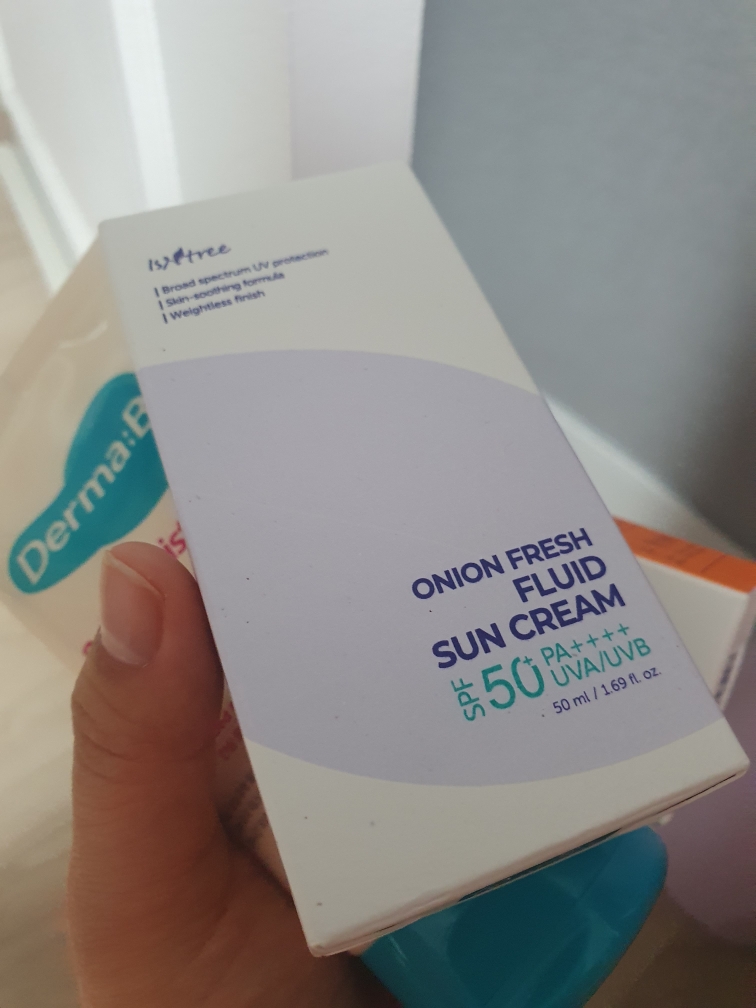 Isntree
Broad spectrum UV protection
Skin-soothing formula
Weightless finish
ONION FRESH
FLUID
SUN CREAM
SPF 50+ PA++++
UVA/UVB
50 ml / 1.69 fl. oz.
Derma:B